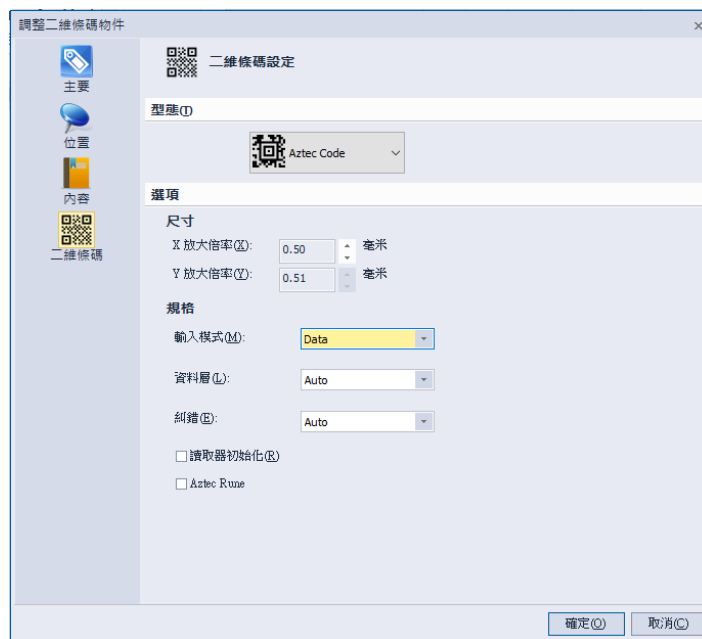 調整二維條碼物件
主要
位置
內容
二維條碼
二維條碼設定
型態(T)
Aztec Code
選項
尺寸
X 放大倍率(X): 0.50 毫米
Y 放大倍率(Y): 0.51 毫米
規格
輸入模式(M): Data
資料層(L): Auto
糾錯(E): Auto
讀取器初始化(R)
Aztec Rune
確定(O) 取消(C)